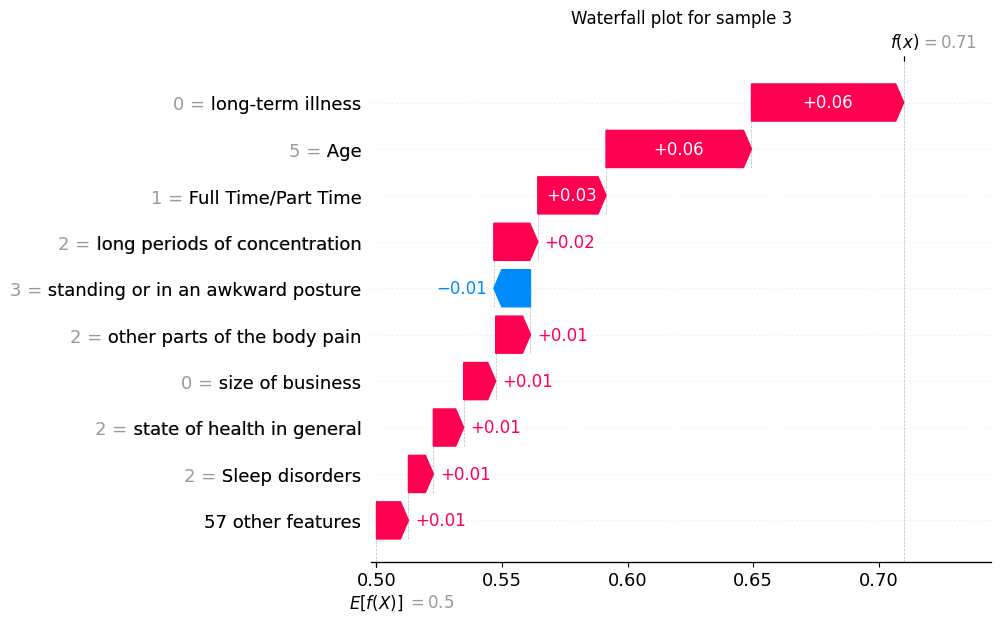 Waterfall plot for sample 3
f(x) = 0.71
0 = long-term illness
+0.06
5 = Age
+0.06
1 = Full Time/Part Time
+0.03
2 = long periods of concentration
+0.02
3 = standing or in an awkward posture
−0.01
2 = other parts of the body pain
+0.01
0 = size of business
+0.01
2 = state of health in general
+0.01
2 = Sleep disorders
+0.01
57 other features
+0.01
0.50 0.55 0.60 0.65 0.70
E[f(X)] = 0.5